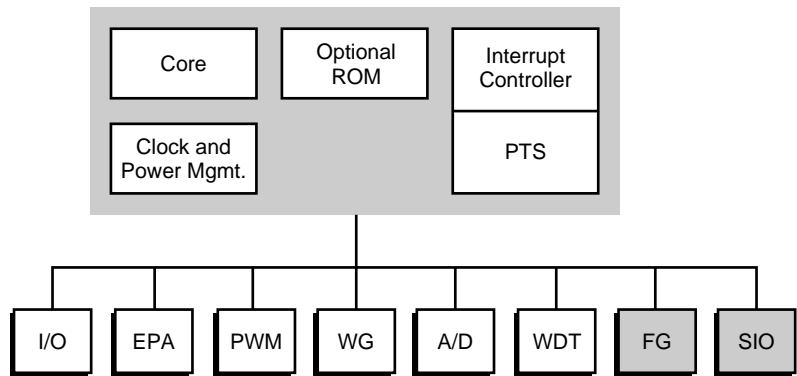 Core
Optional
ROM
Interrupt
Controller
Clock and
Power Mgmt.
PTS
I/O
EPA
PWM
WG
A/D
WDT
FG
SIO